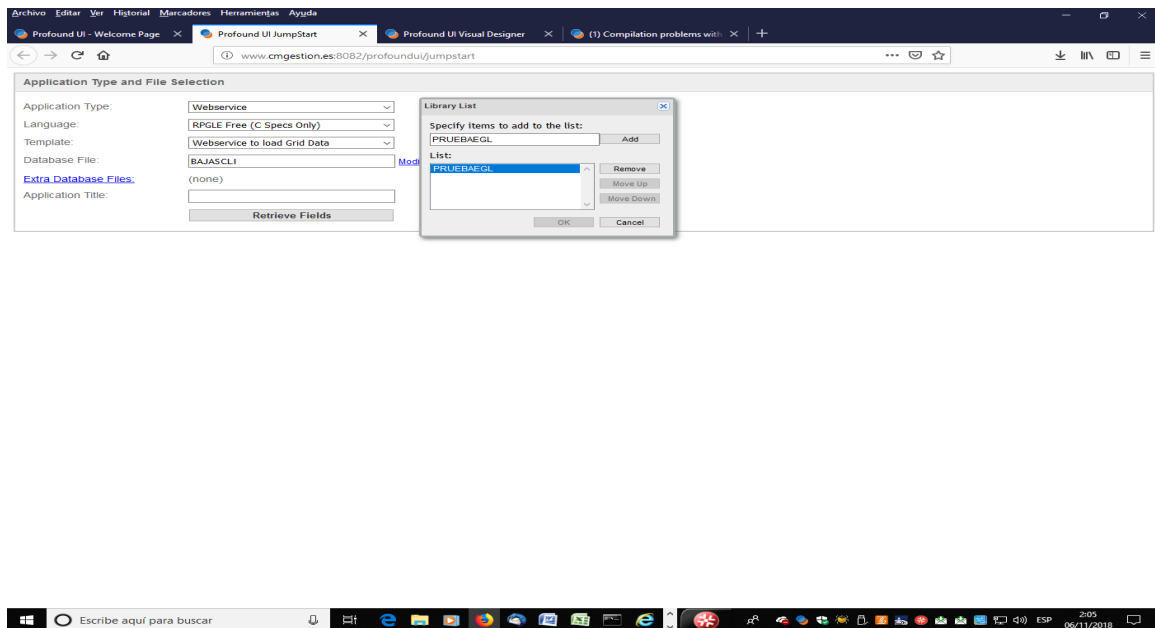 Archivo Editar Ver Historial Marcadores Herramientas Ayuda
Profound UI - Welcome Page
Profound UI JumpStart
Profound UI Visual Designer
(1) Compilation problems with
www.cmgestion.es:8082/profoundui/jumpstart
Application Type and File Selection
Application Type: Webservice
Language: RPGLE Free (C Specs Only)
Template: Webservice to load Grid Data
Database File: BAJASCLI Modi
Extra Database Files: (none)
Application Title:
Retrieve Fields
Library List
Specify items to add to the list:
PRUEBAEGL Add
List:
PRUEBAEGL Remove
Move Up
Move Down
OK Cancel
Escribe aquí para buscar
ESP
2:05
06/11/2018